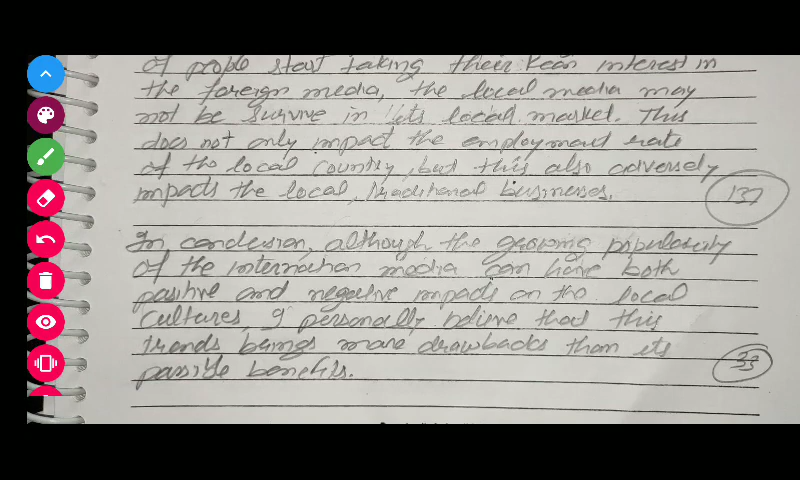 of people start taking their kean interest in
the foreign media, the local media may
not be survive in its local market. This
does not only impact the employment rate
of the local country, but this also adversely
impacts the local, traditional businesses.
137
In conclusion, although the growing popularity
of the internation media can have both
positive and negative impacts on the local
cultures, I personally believe that this
trends brings more drawbacks than its
33
possible benefits.